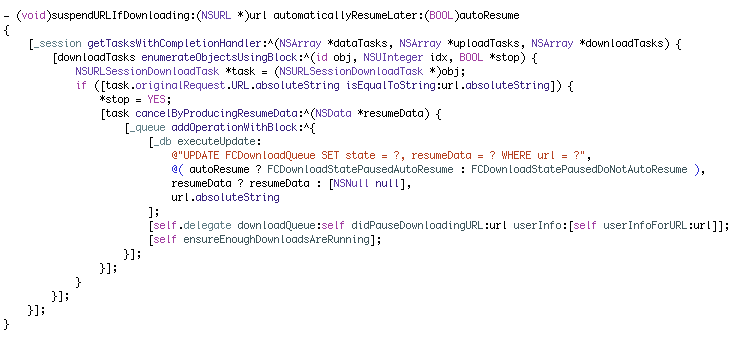 - (void)suspendURLIfDownloading:(NSURL *)url automaticallyResumeLater:(BOOL)autoResume
{
    [_session getTasksWithCompletionHandler:^(NSArray *dataTasks, NSArray *uploadTasks, NSArray *downloadTasks) {
        [downloadTasks enumerateObjectsUsingBlock:^(id obj, NSUInteger idx, BOOL *stop) {
            NSURLSessionDownloadTask *task = (NSURLSessionDownloadTask *)obj;
            if ([task.originalRequest.URL.absoluteString isEqualToString:url.absoluteString]) {
                *stop = YES;
                [task cancelByProducingResumeData:^(NSData *resumeData) {
                    [_queue addOperationWithBlock:^{
                        [_db executeUpdate:
                            @"UPDATE FCDownloadQueue SET state = ?, resumeData = ? WHERE url = ?",
                            @( autoResume ? FCDownloadStatePausedAutoResume : FCDownloadStatePausedDoNotAutoResume ),
                            resumeData ? resumeData : [NSNull null],
                            url.absoluteString
                        ];
                        [self.delegate downloadQueue:self didPauseDownloadingURL:url userInfo:[self userInfoForURL:url]];
                        [self ensureEnoughDownloadsAreRunning];
                    }];
                }];
            }
        }];
    }];
}